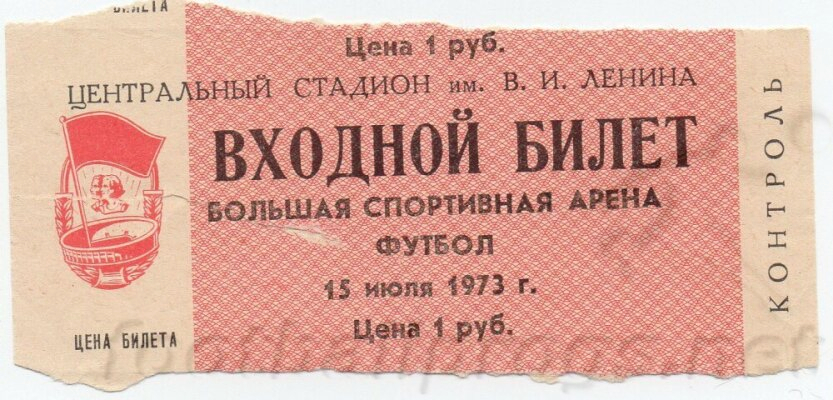 БИЛЕТА
Цена 1 руб.
ЦЕНТРАЛЬНЫЙ СТАДИОН им. В. И. ЛЕНИНА
ВХОДНОЙ БИЛЕТ
БОЛЬШАЯ СПОРТИВНАЯ АРЕНА
ФУТБОЛ
15 июля 1973 г.
Цена 1 руб.
ЦЕНА БИЛЕТА
КОНТРОЛЬ